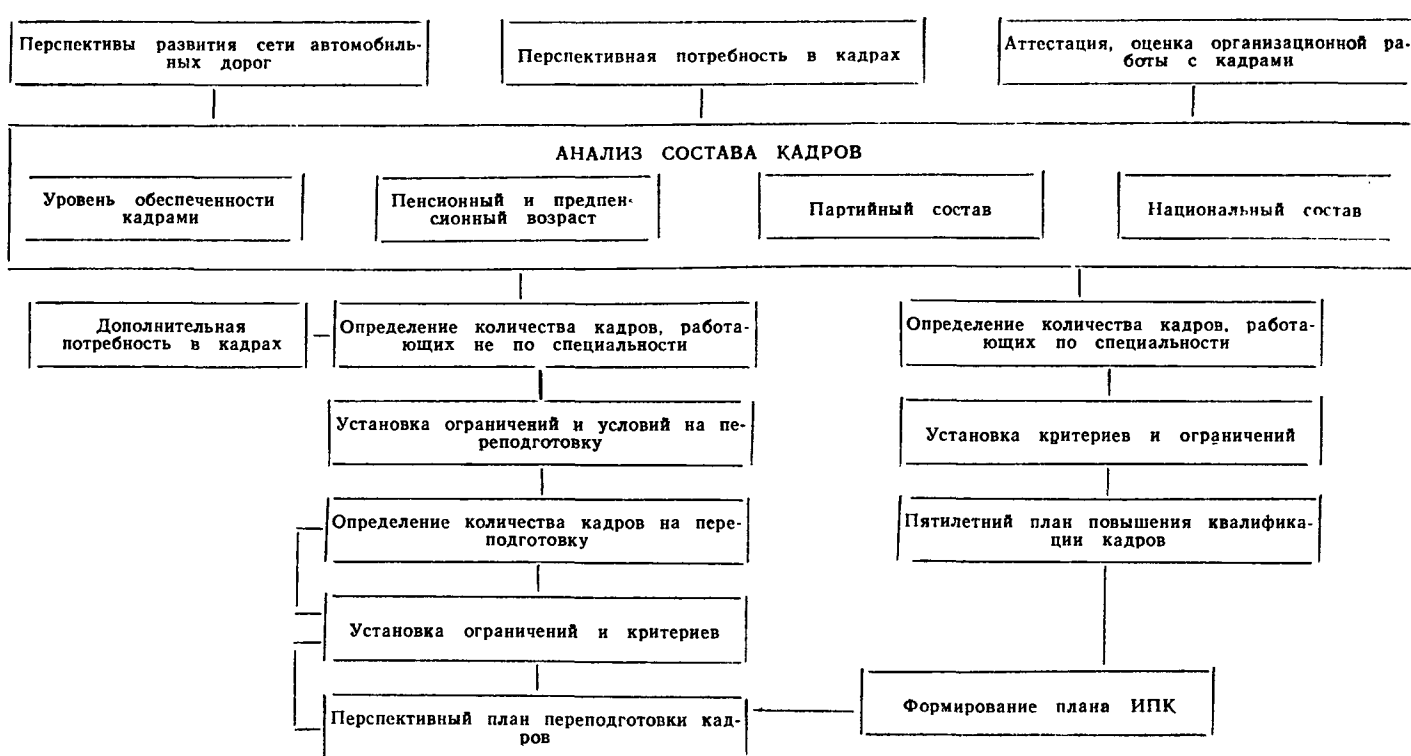 Перспективы развития сети автомобиль-
ных дорог
Перспективная потребность в кадрах
Аттестация, оценка организационной ра-
боты с кадрами
АНАЛИЗ СОСТАВА КАДРОВ
Уровень обеспеченности
кадрами
Пенсионный и предпен-
сионный возраст
Партийный состав
Национальный состав
Дополнительная
потребность в кадрах
Определение количества кадров, работа-
ющих не по специальности
Определение количества кадров, работа-
ющих по специальности
Установка ограничений и условий на пе-
реподготовку
Установка критериев и ограничений
Определение количества кадров на пере-
подготовку
Пятилетний план повышения квалифика-
ции кадров
Установка ограничений и критериев
Перспективный план переподготовки кад-
ров
Формирование плана ИПК